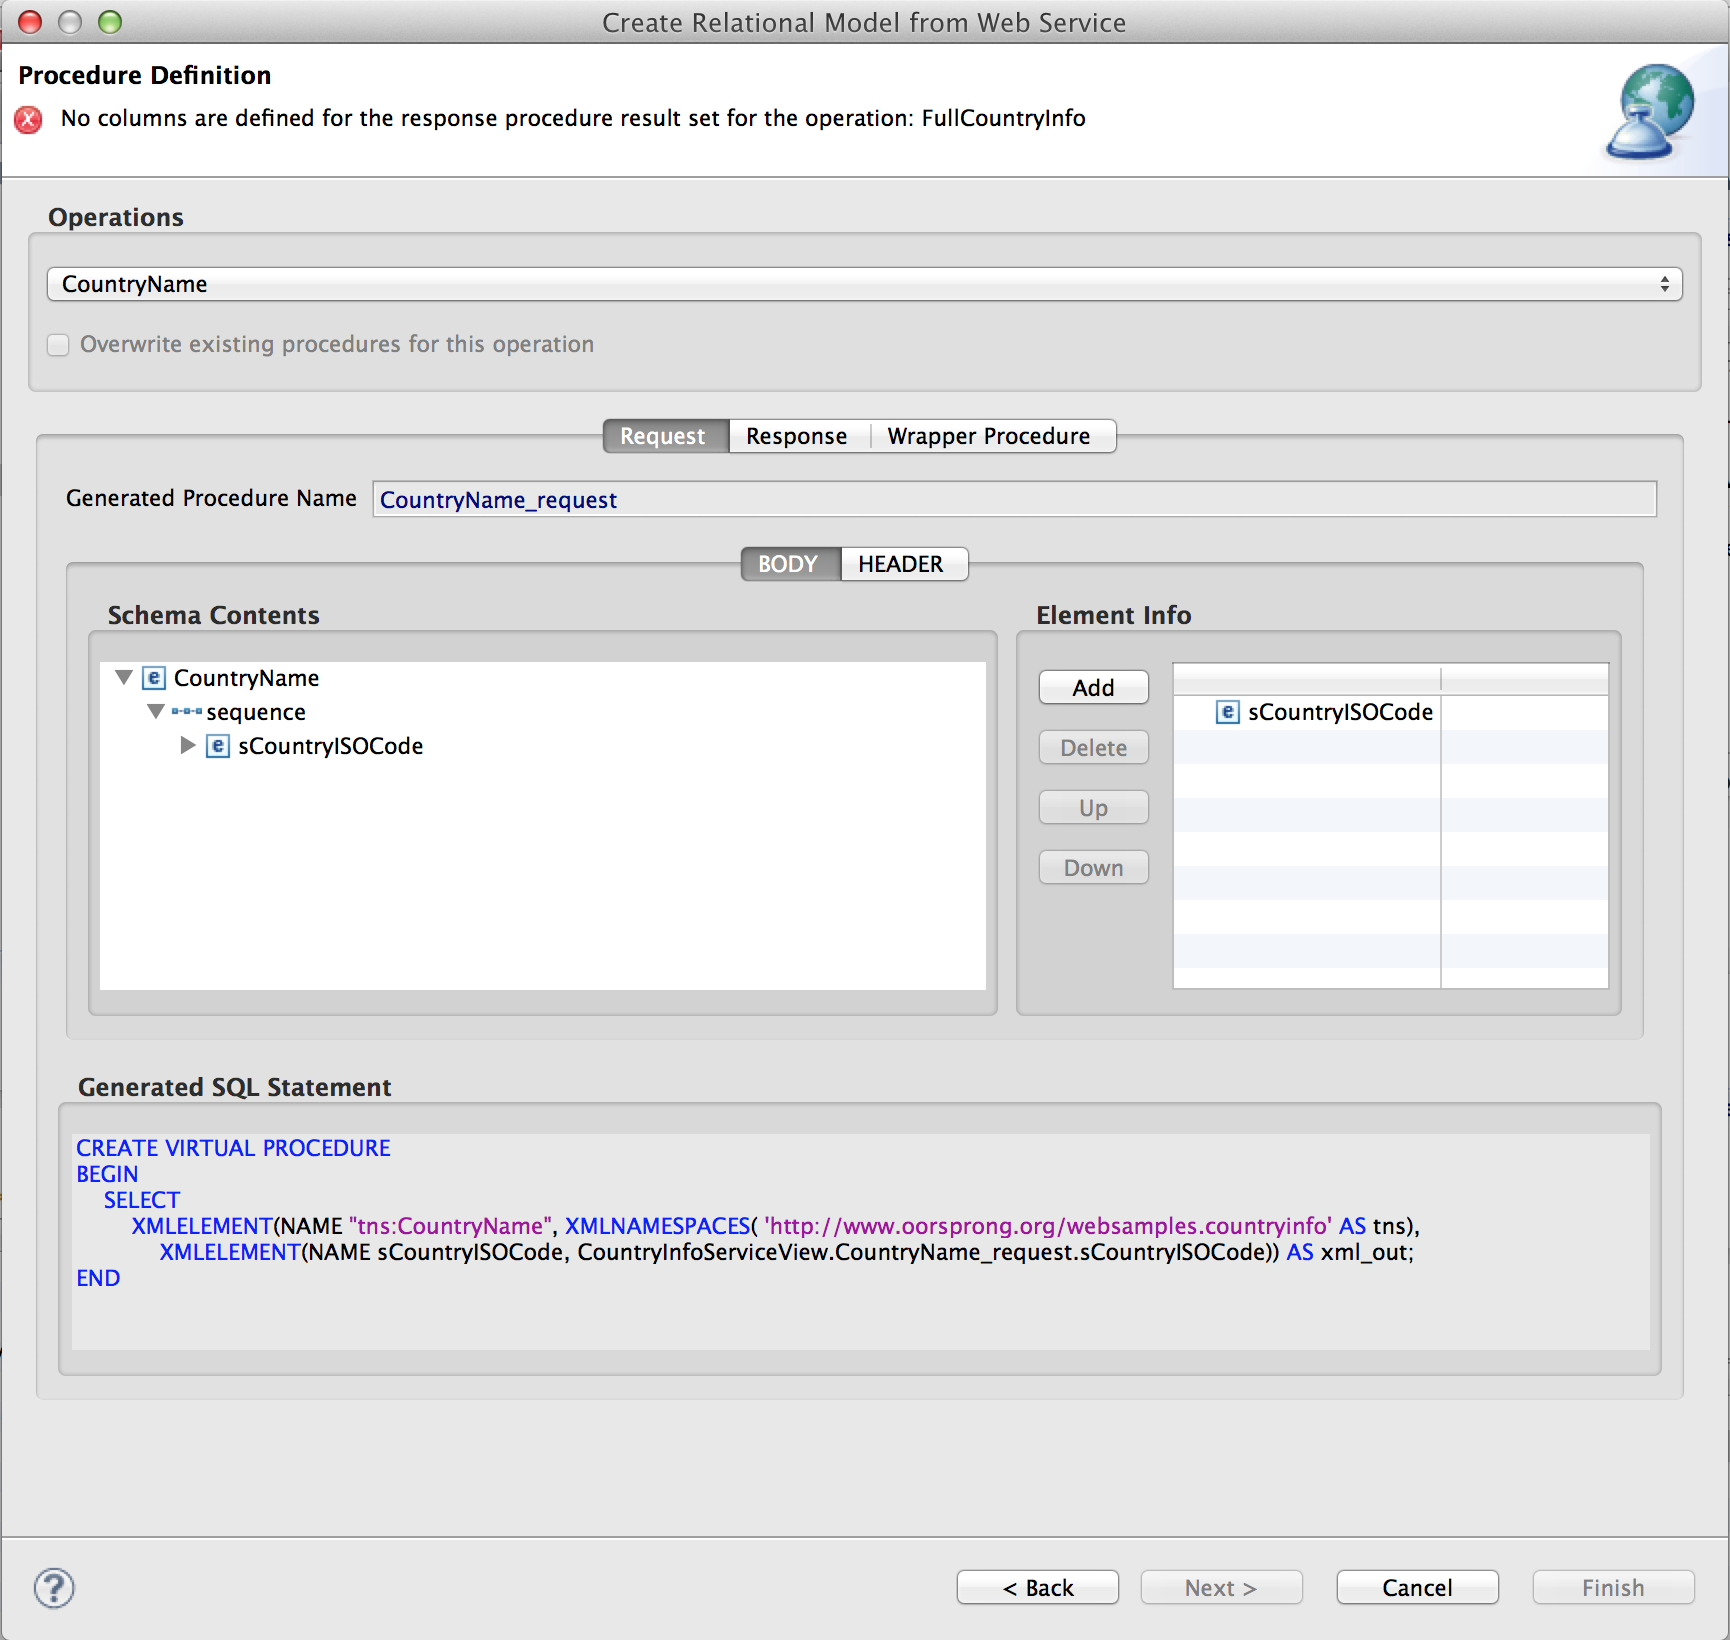 Create Relational Model from Web Service
Procedure Definition
No columns are defined for the response procedure result set for the operation: FullCountryInfo
Operations
CountryName
Overwrite existing procedures for this operation
Request Response Wrapper Procedure
Generated Procedure Name CountryName_request
BODY HEADER
Schema Contents
CountryName
sequence
sCountryISOCode
Element Info
Add
Delete
Up
Down
sCountryISOCode
Generated SQL Statement
CREATE VIRTUAL PROCEDURE
BEGIN
SELECT
XMLELEMENT(NAME "tns:CountryName", XMLNAMESPACES( 'http://www.oorsprong.org/websamples.countryinfo' AS tns),
XMLELEMENT(NAME sCountryISOCode, CountryInfoServiceView.CountryName_request.sCountryISOCode)) AS xml_out;
END
? < Back Next > Cancel Finish